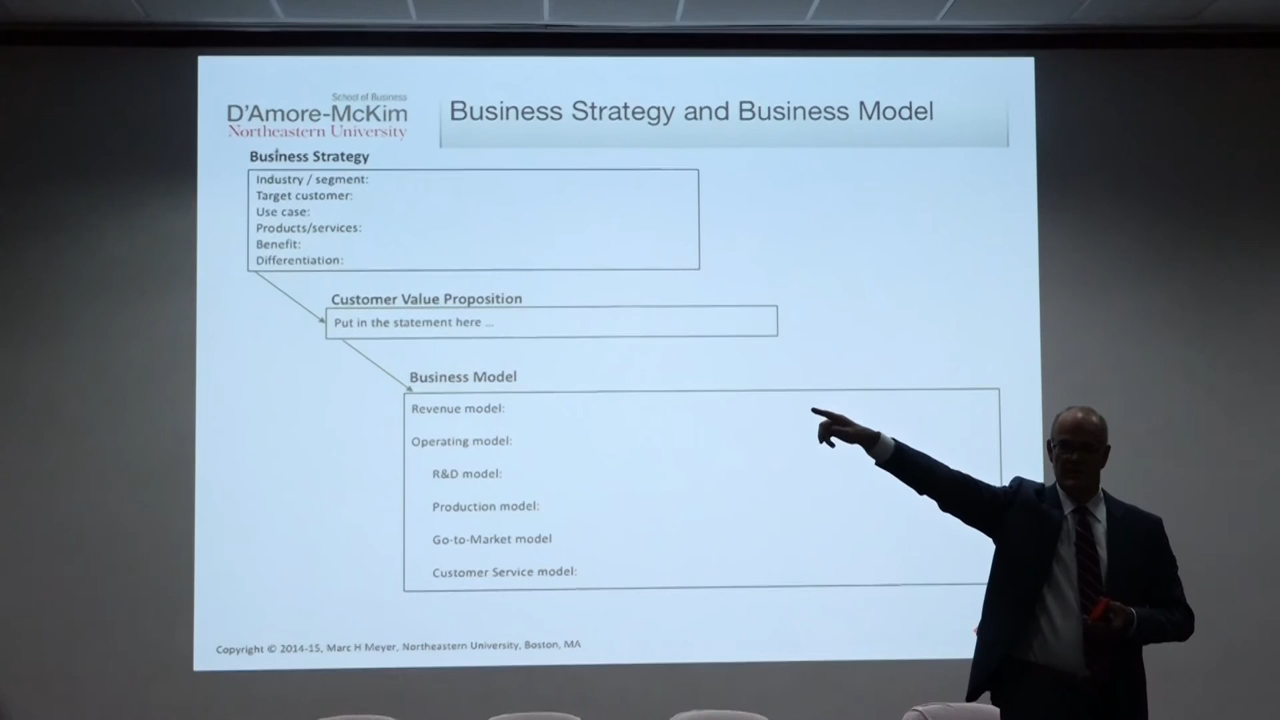 School of Business
D'Amore-McKim
Northeastern University
Business Strategy and Business Model
Business Strategy
Industry / segment:
Target customer:
Use case:
Products/services:
Benefit:
Differentiation:
Customer Value Proposition
Put in the statement here ...
Business Model
Revenue model:
Operating model:
R&D model:
Production model:
Go-to-Market model
Customer Service model:
Copyright © 2014-15, Marc H Meyer, Northeastern University, Boston, MA